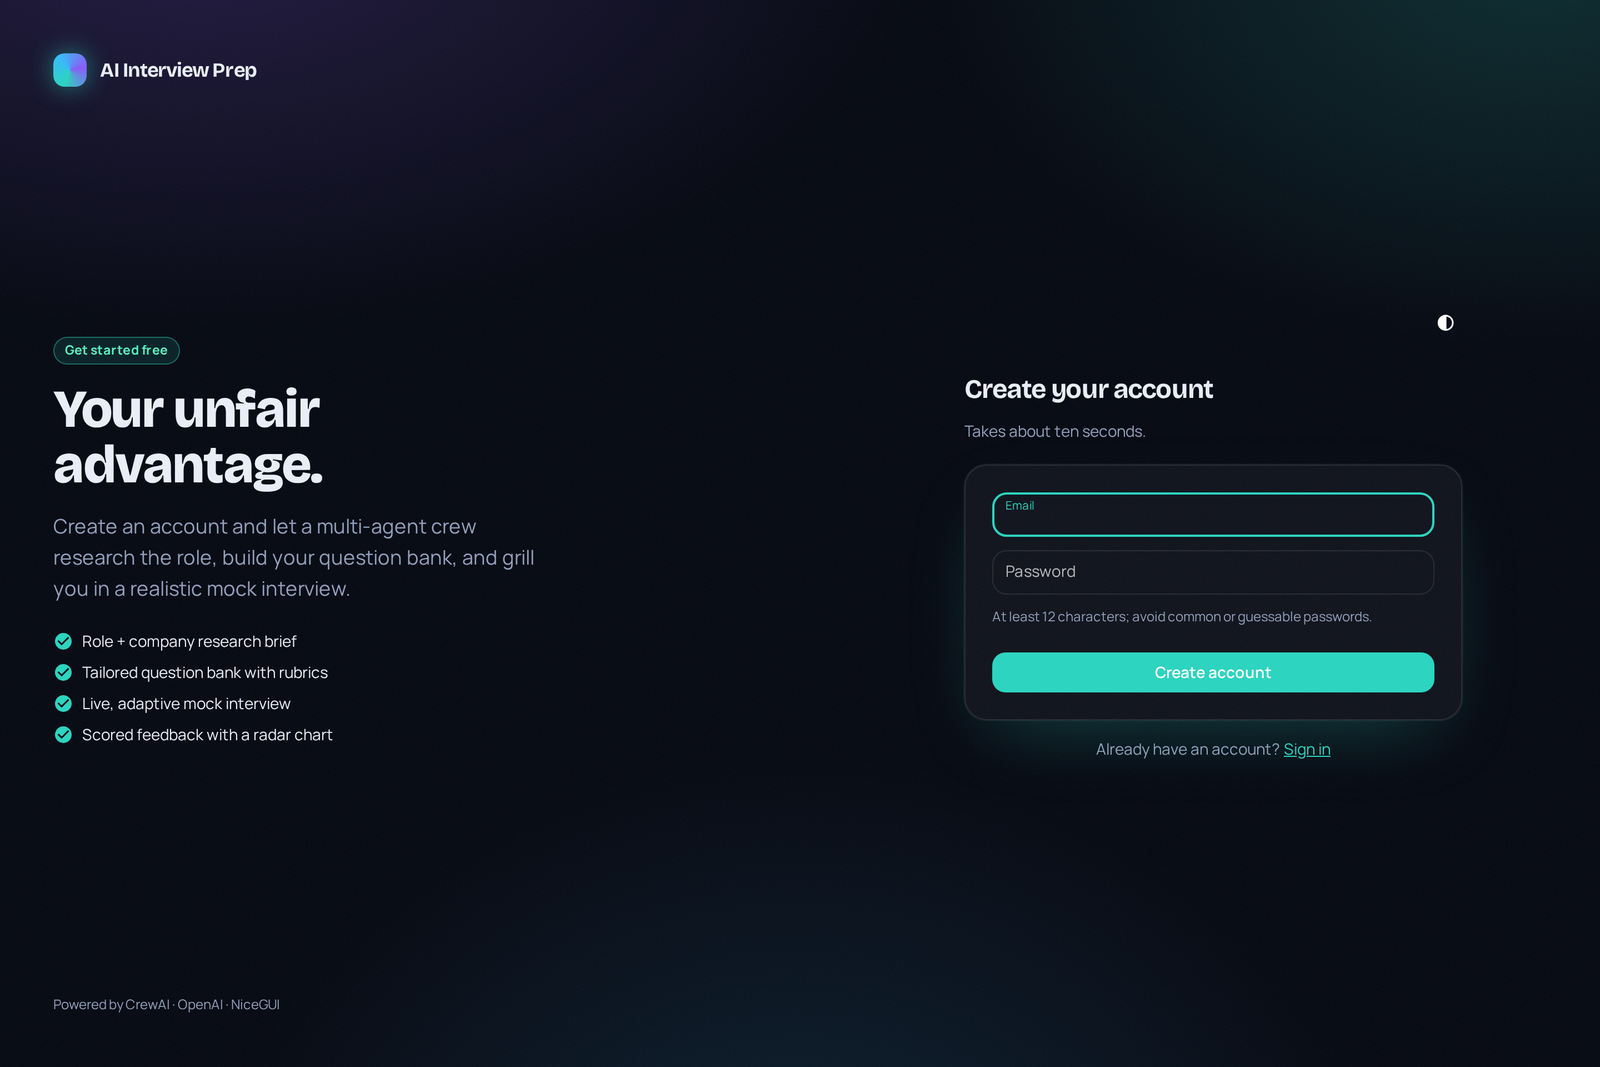 AI Interview Prep
Get started free
Your unfair
advantage.
Create an account and let a multi-agent crew
research the role, build your question bank, and grill
you in a realistic mock interview.
Role + company research brief
Tailored question bank with rubrics
Live, adaptive mock interview
Scored feedback with a radar chart
Powered by CrewAI · OpenAI · NiceGUI
Create your account
Takes about ten seconds.
Email
Password
At least 12 characters; avoid common or guessable passwords.
Create account
Already have an account? Sign in